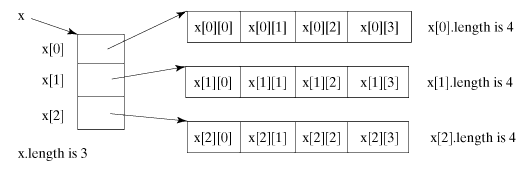 x
x[0][0] x[0][1] x[0][2] x[0][3] x[0].length is 4
x[0]
x[1] x[1][0] x[1][1] x[1][2] x[1][3] x[1].length is 4
x[2]
x[2][0] x[2][1] x[2][2] x[2][3] x[2].length is 4
x.length is 3